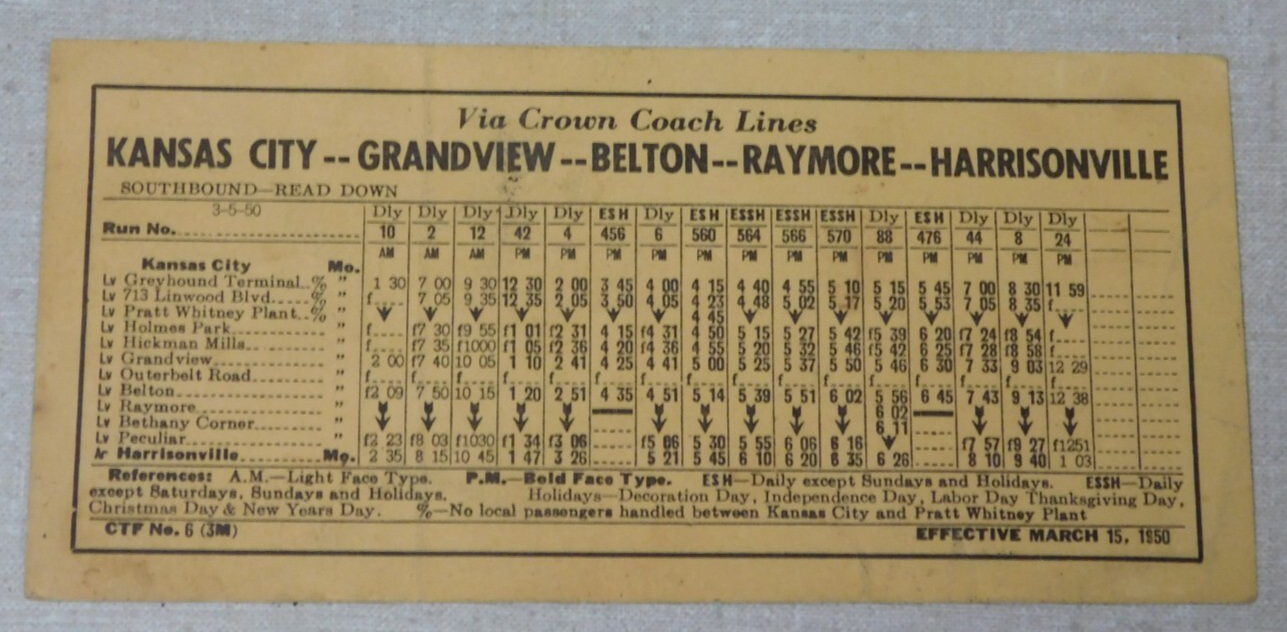 Via Crown Coach Lines
KANSAS CITY--GRANDVIEW--BELTON--RAYMORE--HARRISONVILLE
SOUTHBOUND—READ DOWN
3-5-50 Dly Dly Dly Dly Dly ESH Dly ESH ESSH ESSH ESSH Dly ESH Dly Dly Dly
Run No. 10 2 12 42 4 456 6 560 564 566 570 88 476 44 8 24
AM AM AM PM PM PM PM PM PM PM PM PM PM PM PM PM
Kansas City Mo.
Lv Greyhound Terminal % " 1 30 7 00 9 30 12 30 2 00 3 45 4 00 4 15 4 40 4 55 5 10 5 15 5 45 7 00 8 30 11 59
Lv 713 Linwood Blvd. % " f 7 05 9 35 12 35 2 05 3 50 4 05 4 23 4 48 5 02 5 17 5 20 5 53 7 05 8 35 f
Lv Pratt Whitney Plant % " 4 45
Lv Holmes Park " f f7 30 f9 55 f1 01 f2 31 4 15 f4 31 4 50 5 15 5 27 5 42 f5 39 6 20 f7 24 f8 54 f
Lv Hickman Mills " f f7 35 f1000 f1 05 f2 36 4 20 f4 36 4 55 5 20 5 32 5 46 f5 42 6 25 f7 28 f8 58 f
Lv Grandview " 2 00 f7 40 10 05 1 10 2 41 4 25 4 41 5 00 5 25 5 37 5 50 5 46 6 30 7 33 9 03 12 29
Lv Outerbelt Road " f f f f f f f f f f f f f f f f
Lv Belton " f2 09 7 50 10 15 1 20 2 51 4 35 4 51 5 14 5 39 5 51 6 02 5 56 6 45 7 43 9 13 12 38
Lv Raymore " 6 02
Lv Bethany Corner " 6 11
Lv Peculiar " f2 23 f8 03 f1030 f1 34 f3 06 f5 06 5 30 5 55 6 06 6 16 f7 57 f9 27 f1251
Ar Harrisonville Mo. 2 35 8 15 10 45 1 47 3 26 5 21 5 45 6 10 6 20 6 35 6 26 8 10 9 40 1 03
References: A.M.—Light Face Type. P.M.—Bold Face Type. ESH—Daily except Sundays and Holidays. ESSH—Daily
except Saturdays, Sundays and Holidays. Holidays—Decoration Day, Independence Day, Labor Day Thanksgiving Day,
Christmas Day & New Years Day. %—No local passengers handled between Kansas City and Pratt Whitney Plant
CTF No. 6 (3M) EFFECTIVE MARCH 15, 1950